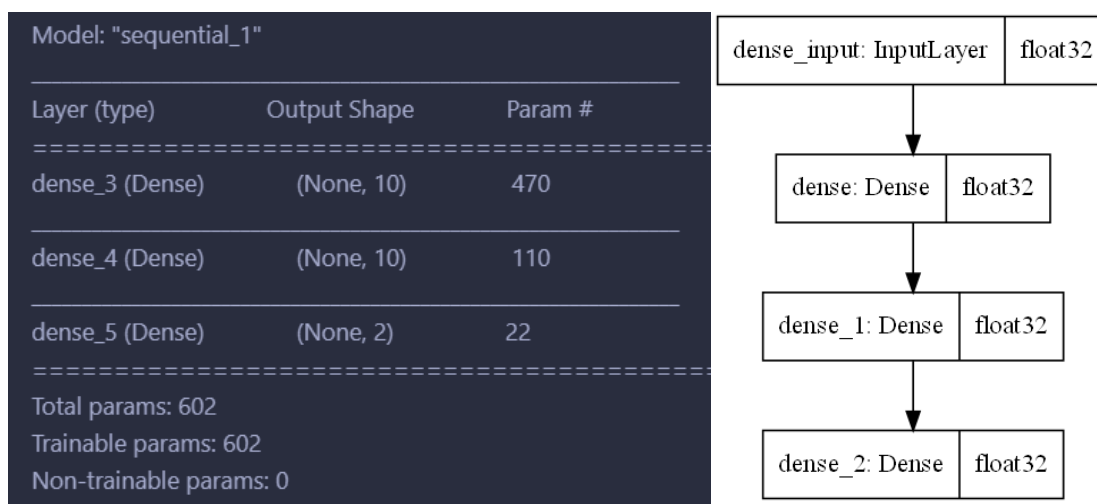 Model: "sequential_1"
Layer (type) Output Shape Param #
dense_3 (Dense) (None, 10) 470
dense_4 (Dense) (None, 10) 110
dense_5 (Dense) (None, 2) 22
Total params: 602
Trainable params: 602
Non-trainable params: 0
dense_input: InputLayer float32
dense: Dense float32
dense_1: Dense float32
dense_2: Dense float32